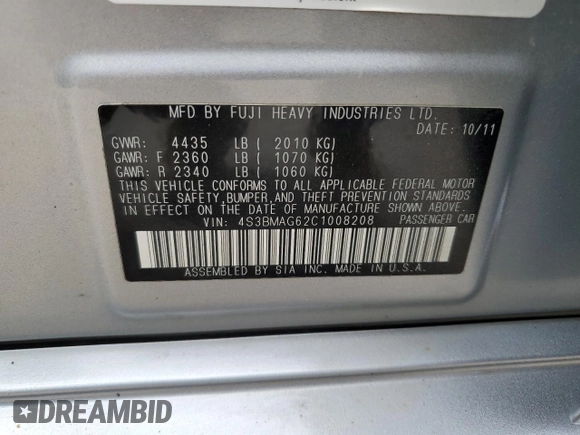 MFD BY FUJI HEAVY INDUSTRIES LTD.
DATE: 10/11
GVWR: 4435 LB ( 2010 KG)
GAWR: F 2360 LB ( 1070 KG)
GAWR: R 2340 LB ( 1060 KG)
THIS VEHICLE CONFORMS TO ALL APPLICABLE FEDERAL MOTOR
VEHICLE SAFETY,BUMPER,AND THEFT PREVENTION STANDARDS
IN EFFECT ON THE DATE OF MANUFACTURE SHOWN ABOVE.
VIN: 4S3BMAG62C1008208 PASSENGER CAR
ASSEMBLED BY SIA INC. MADE IN U.S.A.
DREAMBID